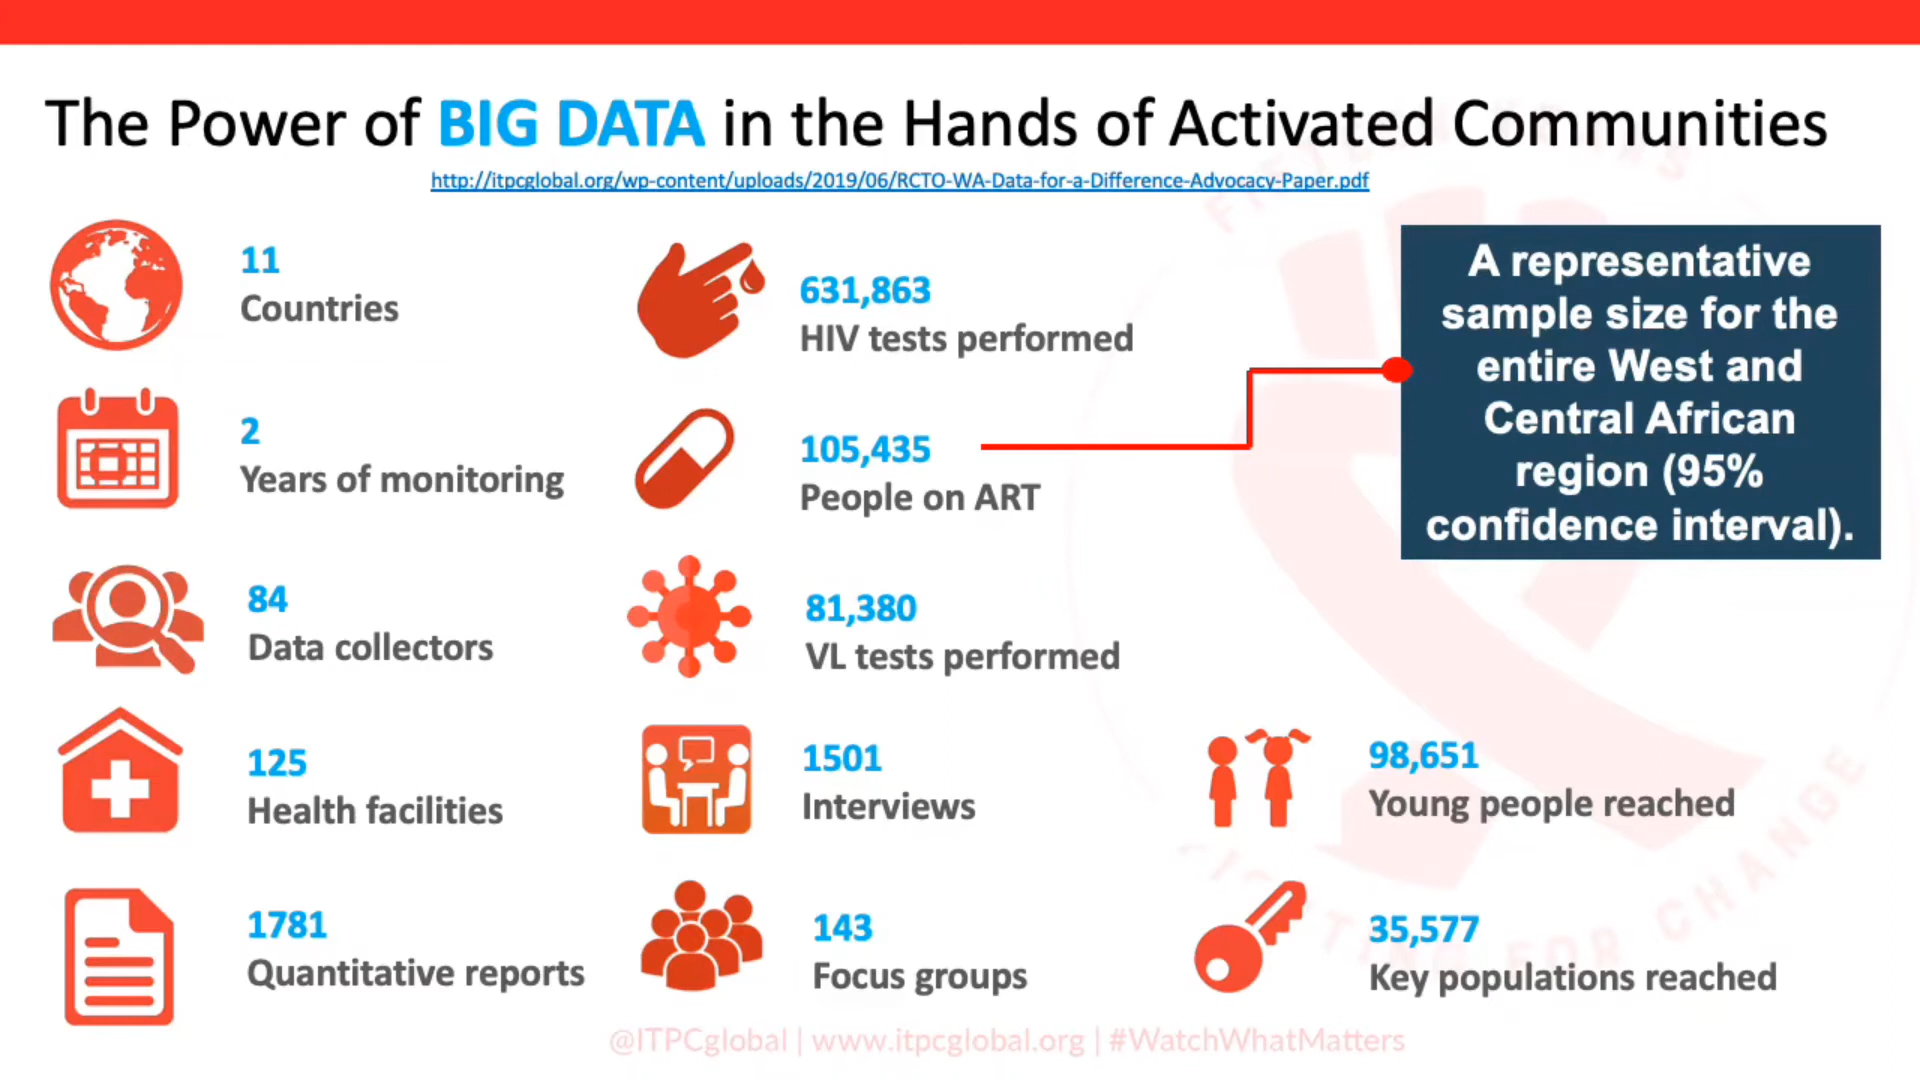 The Power of BIG DATA in the Hands of Activated Communities
http://itpcglobal.org/wp-content/uploads/2019/06/RCTO-WA-Data-for-a-Difference-Advocacy-Paper.pdf
11
Countries
2
Years of monitoring
84
Data collectors
125
Health facilities
1781
Quantitative reports
631,863
HIV tests performed
105,435
People on ART
81,380
VL tests performed
1501
Interviews
143
Focus groups
A representative
sample size for the
entire West and
Central African
region (95%
confidence interval).
98,651
Young people reached
35,577
Key populations reached
FOR CHANGE
@ITPCglobal | www.itpcglobal.org | #WatchWhatMatters